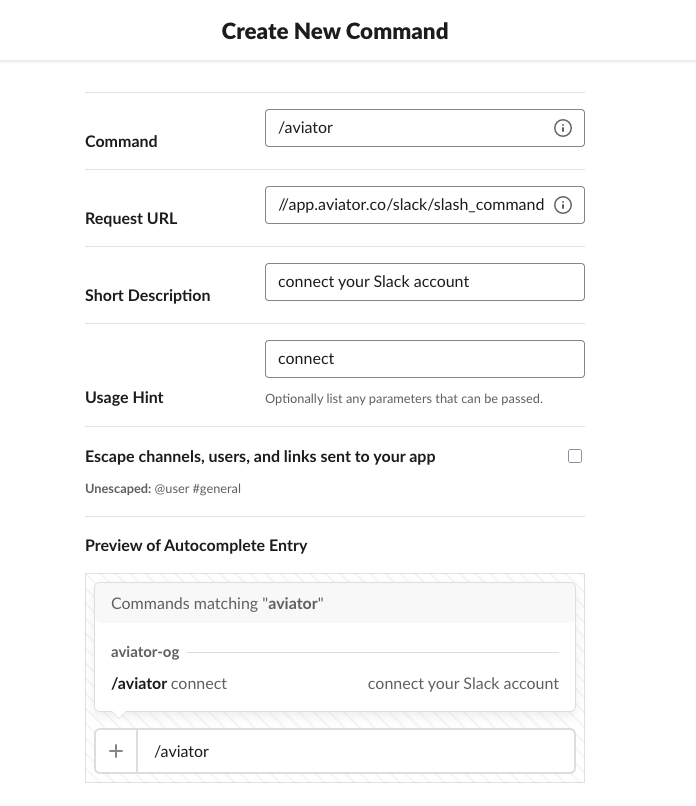 Create New Command
Command
/aviator
Request URL
//app.aviator.co/slack/slash_command
Short Description
connect your Slack account
Usage Hint
connect
Optionally list any parameters that can be passed.
Escape channels, users, and links sent to your app
Unescaped: @user #general
Preview of Autocomplete Entry
Commands matching "aviator"
aviator-og
/aviator connect connect your Slack account
+ /aviator